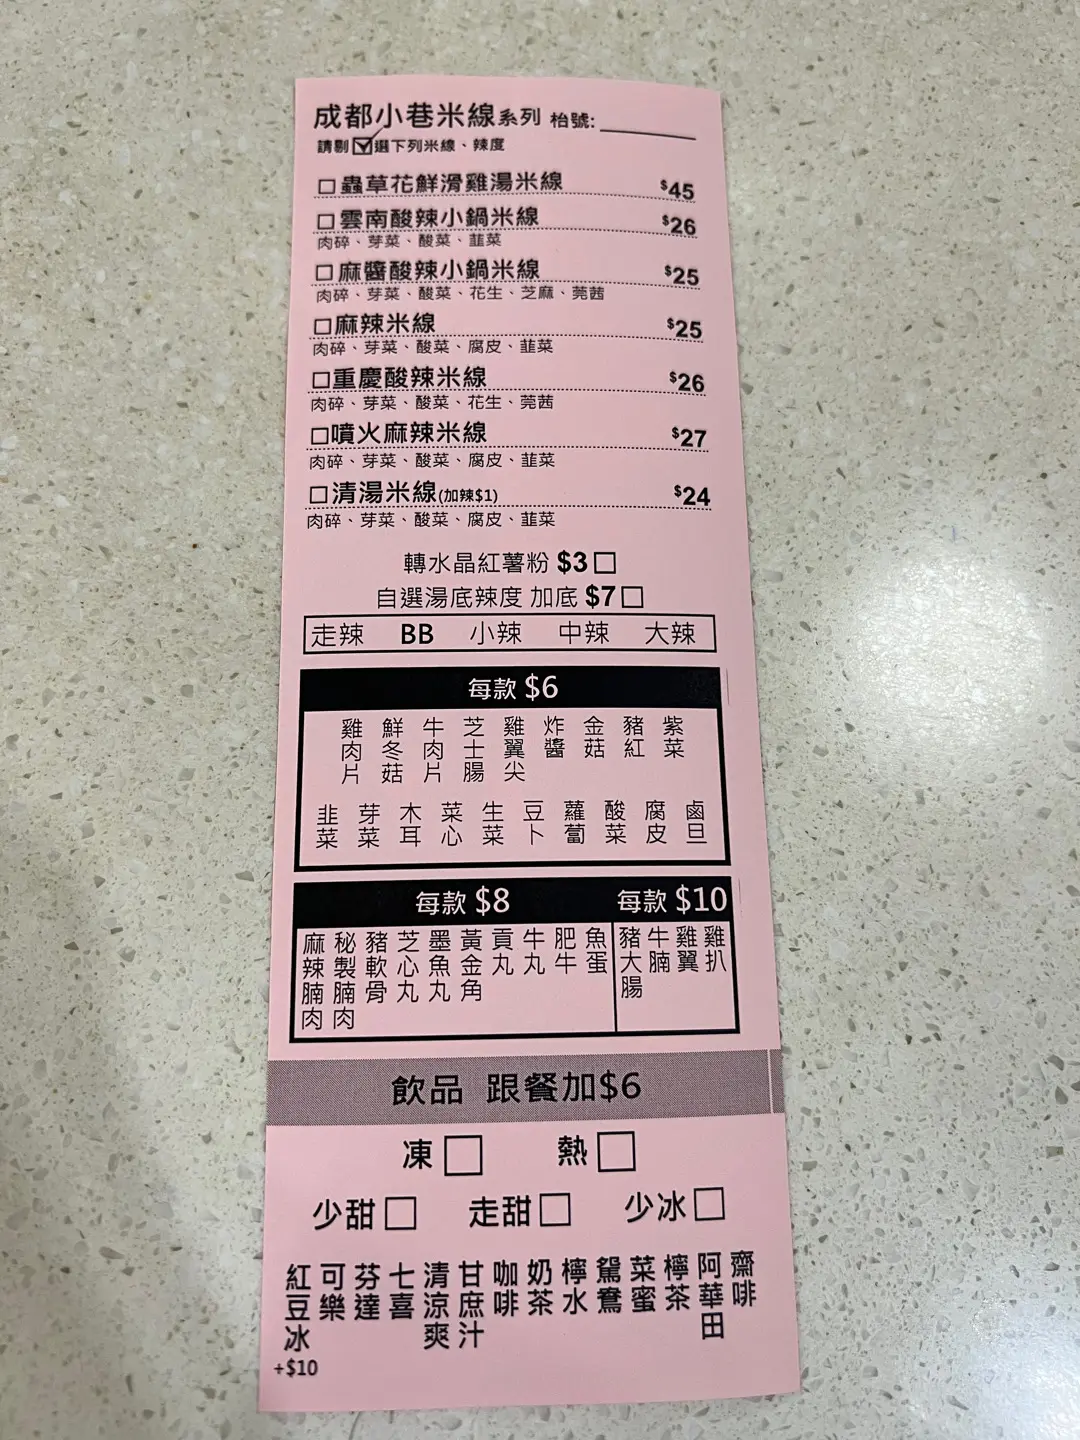 成都小巷米線系列 枱號:
請剔☑選下列米線、辣度
□蟲草花鮮滑雞湯米線 $45
□雲南酸辣小鍋米線 $26
肉碎、芽菜、酸菜、韮菜
□麻醬酸辣小鍋米線 $25
肉碎、芽菜、酸菜、花生、芝麻、莞茜
□麻辣米線 $25
肉碎、芽菜、酸菜、腐皮、韮菜
□重慶酸辣米線 $26
肉碎、芽菜、酸菜、花生、莞茜
□噴火麻辣米線 $27
肉碎、芽菜、酸菜、腐皮、韮菜
□清湯米線(加辣$1) $24
肉碎、芽菜、酸菜、腐皮、韮菜
轉水晶紅薯粉 $3□
自選湯底辣度 加底 $7□
走辣 BB 小辣 中辣 大辣
每款 $6
雞肉片
鮮冬菇
牛肉片
芝士腸
雞翼尖
炸醬
金菇
豬紅
紫菜
韭菜
芽菜
木耳
菜心
生菜
豆卜
蘿蔔
酸菜
腐皮
鹵旦
每款 $8
麻辣腩肉
秘製腩肉
豬軟骨
芝心丸
墨魚丸
黃金角
貢丸
牛丸
肥牛
魚蛋
每款 $10
豬大腸
牛腩
雞翼
雞扒
飲品 跟餐加$6
凍□ 熱□
少甜□ 走甜□ 少冰□
紅豆冰
+$10
可樂
芬達
七喜
清涼爽
甘庶汁
咖啡
奶茶
檸水
鴛鴦
菜蜜
檸茶
阿華田
齋啡